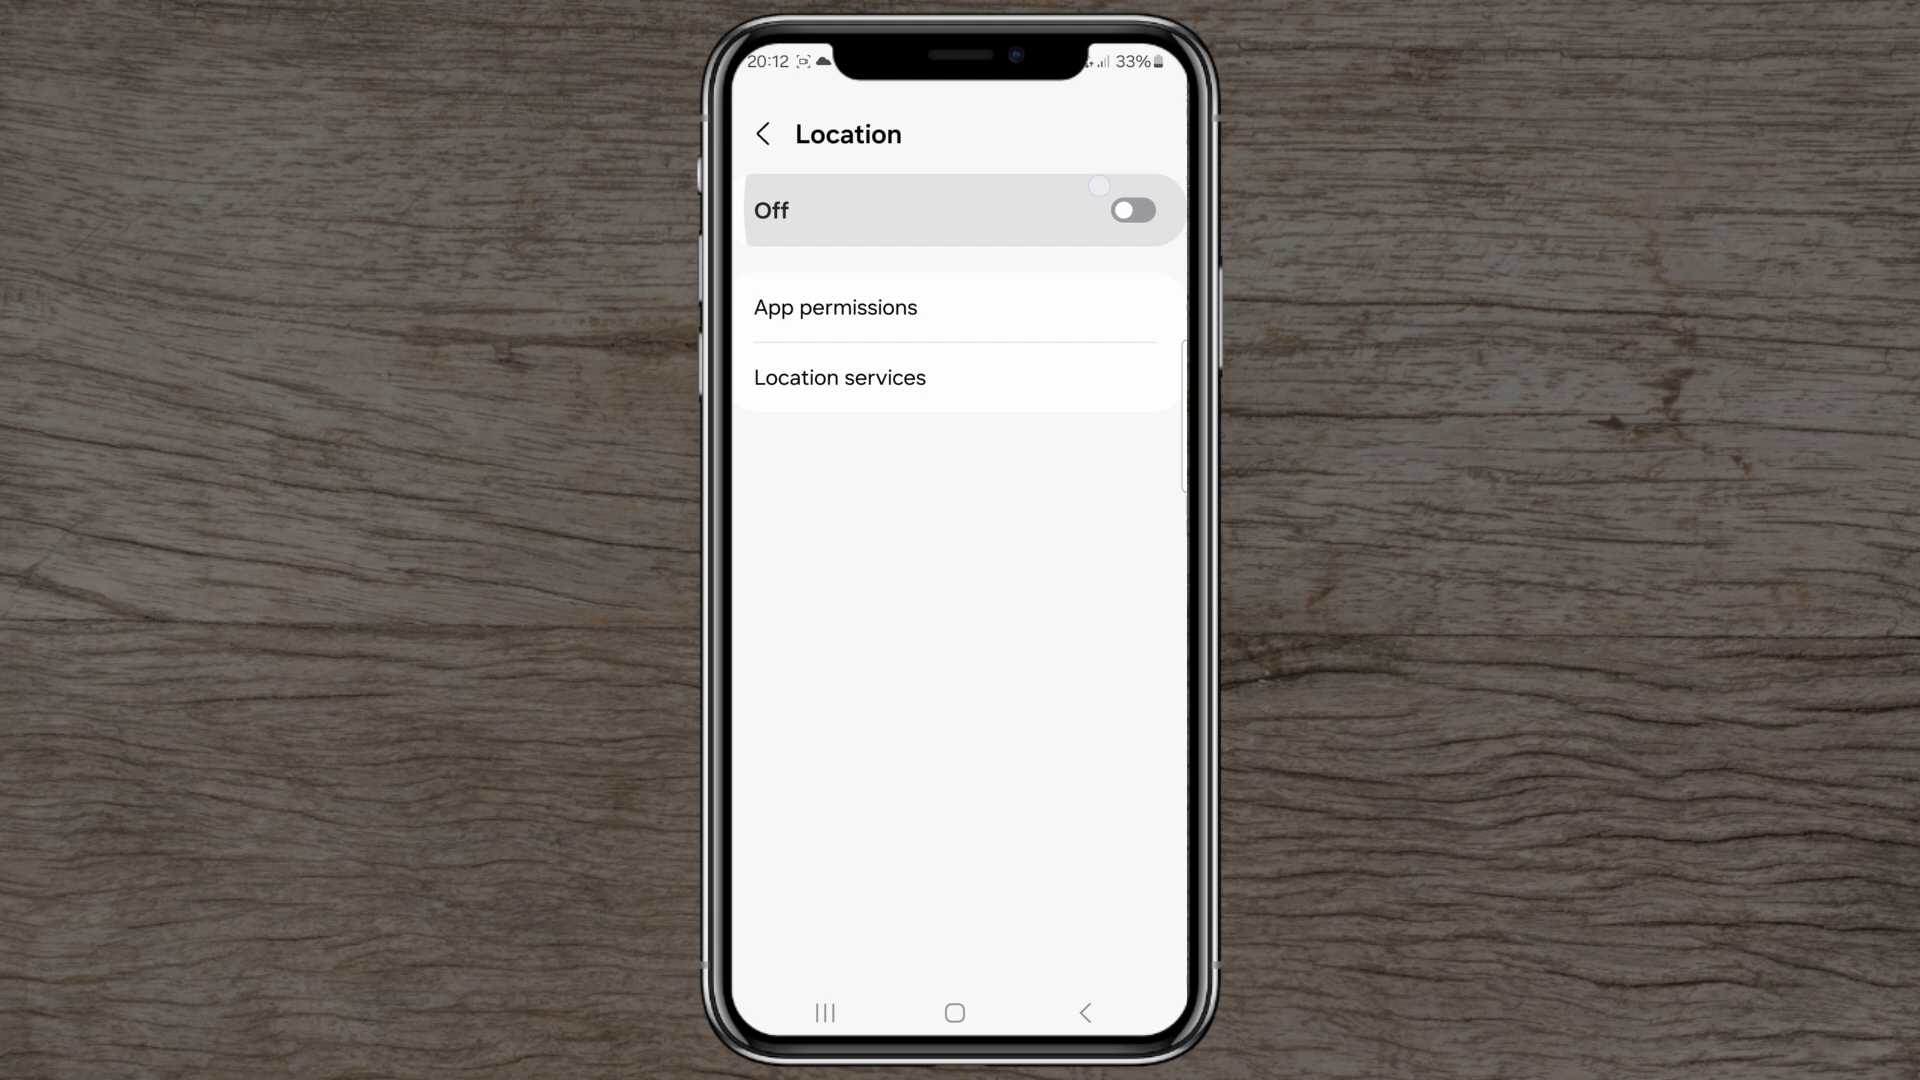 20:12 33%
Location
Off
App permissions
Location services